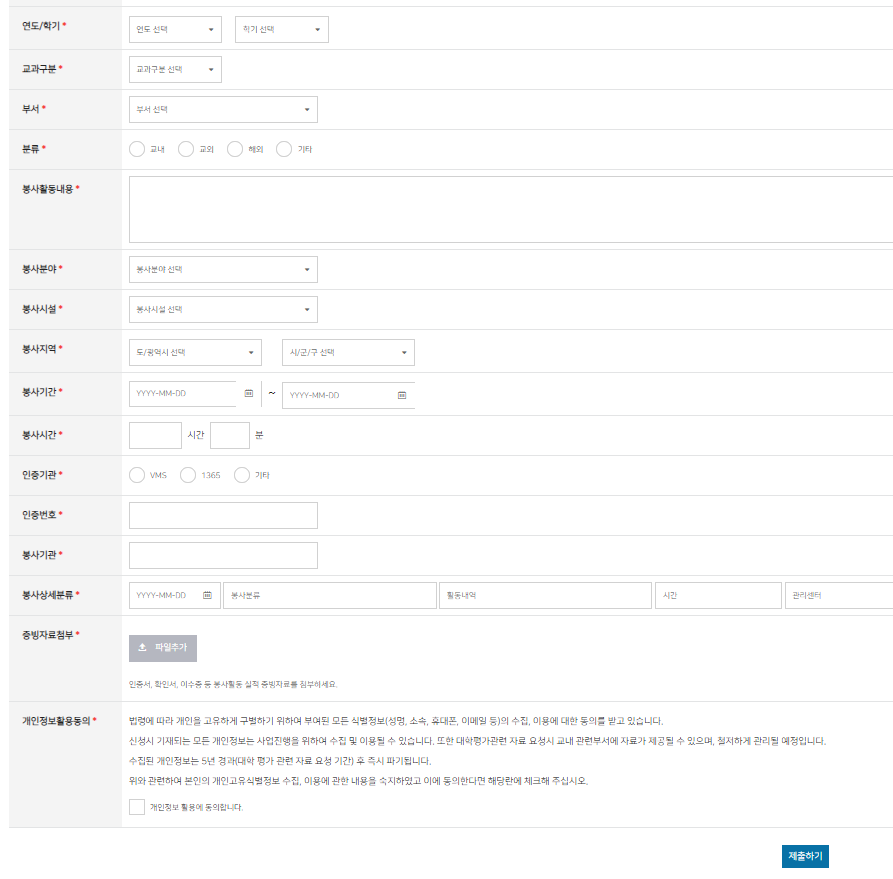 연도/학기 * 연도 선택 학기 선택
교과구분 * 교과구분 선택
부서 * 부서 선택
분류 * 교내 교외 해외 기타
봉사활동내용 *
봉사분야 * 봉사분야 선택
봉사시설 * 봉사시설 선택
봉사지역 * 도/광역시 선택 시/군/구 선택
봉사기간 * YYYY-MM-DD ~ YYYY-MM-DD
봉사시간 * 시간 분
인증기관 * VMS 1365 기타
인증번호 *
봉사기관 *
봉사상세분류 * YYYY-MM-DD 봉사분류 활동내역 시간 관리센터
증빙자료첨부 *
파일추가
인증서, 확인서, 이수증 등 봉사활동 실적 증빙자료를 첨부하세요.
개인정보활용동의 * 법령에 따라 개인을 고유하게 구별하기 위하여 부여된 모든 식별정보(성명, 소속, 휴대폰, 이메일 등)의 수집, 이용에 대한 동의를 받고 있습니다.
신청시 기재되는 모든 개인정보는 사업진행을 위하여 수집 및 이용될 수 있습니다. 또한 대학평가관련 자료 요청시 교내 관련부서에 자료가 제공될 수 있으며, 철저하게 관리될 예정입니다.
수집된 개인정보는 5년 경과(대학 평가 관련 자료 요청 기간) 후 즉시 파기됩니다.
위와 관련하여 본인의 개인고유식별정보 수집, 이용에 관한 내용을 숙지하였고 이에 동의한다면 해당란에 체크해 주십시오.
개인정보 활용에 동의합니다.
제출하기